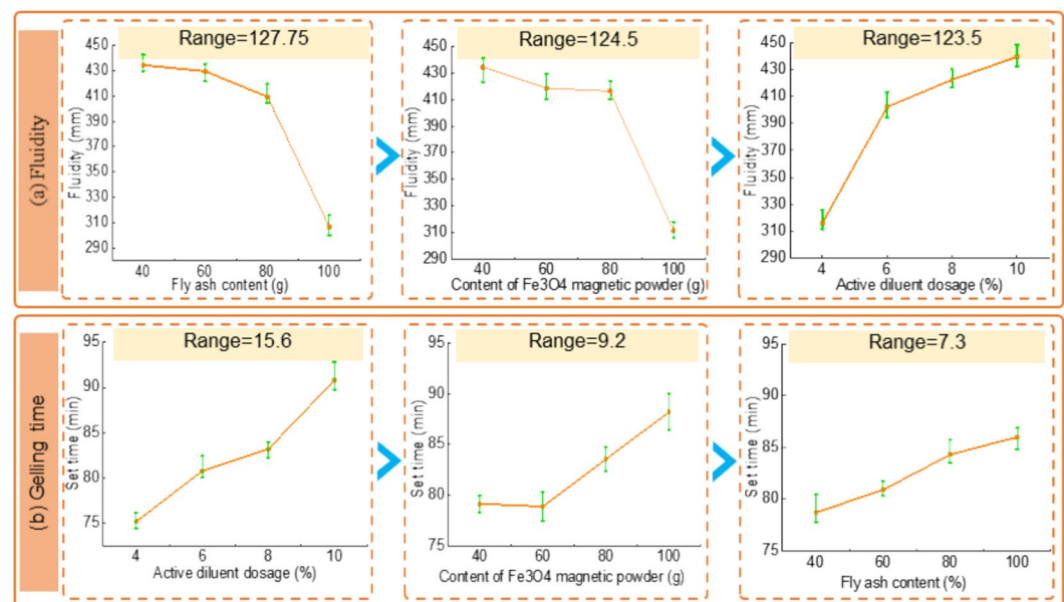 (a) Fluidity
Range=127.75
Fluidity (mm)
450
430
410
390
370
350
330
310
290
40 60 80 100
Fly ash content (g)
Range=124.5
Fluidity (mm)
450
430
410
390
370
350
330
310
290
40 60 80 100
Content of Fe3O4 magnetic powder (g)
Range=123.5
Fluidity (mm)
450
430
410
390
370
350
330
310
290
4 6 8 10
Active diluent dosage (%)
(b) Gelling time
Range=15.6
Set time (min)
95
90
85
80
75
4 6 8 10
Active diluent dosage (%)
Range=9.2
Set time (min)
95
90
85
80
75
40 60 80 100
Content of Fe3O4 magnetic powder (g)
Range=7.3
Set time (min)
95
90
85
80
75
40 60 80 100
Fly ash content (%)